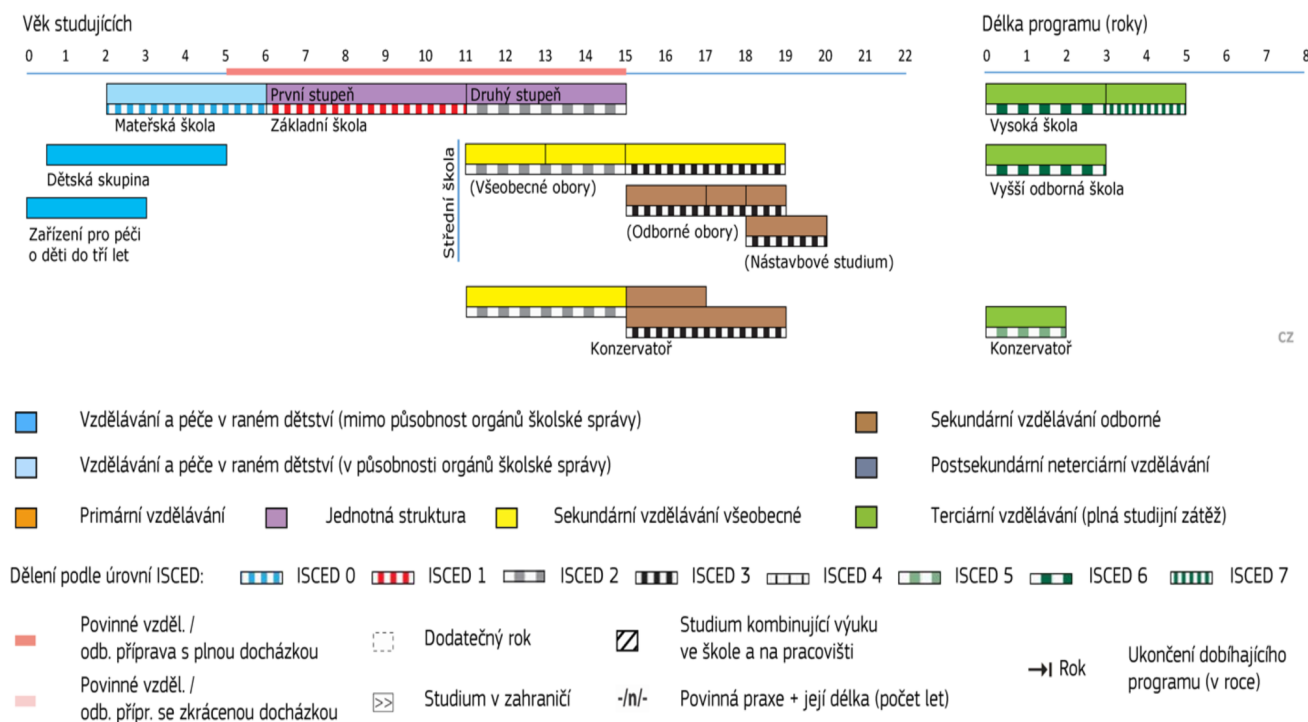 Věk studujících
Délka programu (roky)
0 1 2 3 4 5 6 7 8 9 10 11 12 13 14 15 16 17 18 19 20 21 22
0 1 2 3 4 5 6 7 8
První stupeň
Druhý stupeň
Mateřská škola
Základní škola
Vysoká škola
Dětská skupina
Střední škola
(Všeobecné obory)
Vyšší odborná škola
Zařízení pro péči
o děti do tří let
(Odborné obory)
(Nástavbové studium)
Konzervatoř
Konzervatoř
CZ
Vzdělávání a péče v raném dětství (mimo působnost orgánů školské správy)
Sekundární vzdělávání odborné
Vzdělávání a péče v raném dětství (v působnosti orgánů školské správy)
Postsekundární neterciární vzdělávání
Primární vzdělávání
Jednotná struktura
Sekundární vzdělávání všeobecné
Terciární vzdělávání (plná studijní zátěž)
Dělení podle úrovní ISCED: ISCED 0 ISCED 1 ISCED 2 ISCED 3 ISCED 4 ISCED 5 ISCED 6 ISCED 7
Povinné vzděl. /
odb. příprava s plnou docházkou
Dodatečný rok
Studium kombinující výuku
ve škole a na pracovišti
Rok
Ukončení dobíhajícího
programu (v roce)
Povinné vzděl. /
odb. přípr. se zkrácenou docházkou
>> Studium v zahraničí
-/n/- Povinná praxe + její délka (počet let)